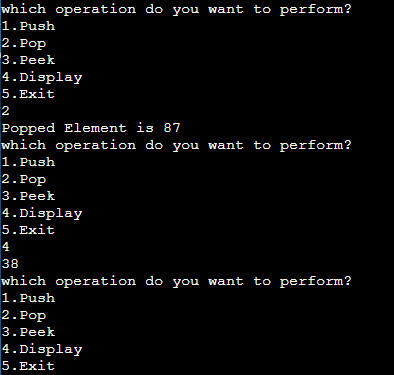 which operation do you want to perform?
1.Push
2.Pop
3.Peek
4.Display
5.Exit
2
Popped Element is 87
which operation do you want to perform?
1.Push
2.Pop
3.Peek
4.Display
5.Exit
4
38
which operation do you want to perform?
1.Push
2.Pop
3.Peek
4.Display
5.Exit